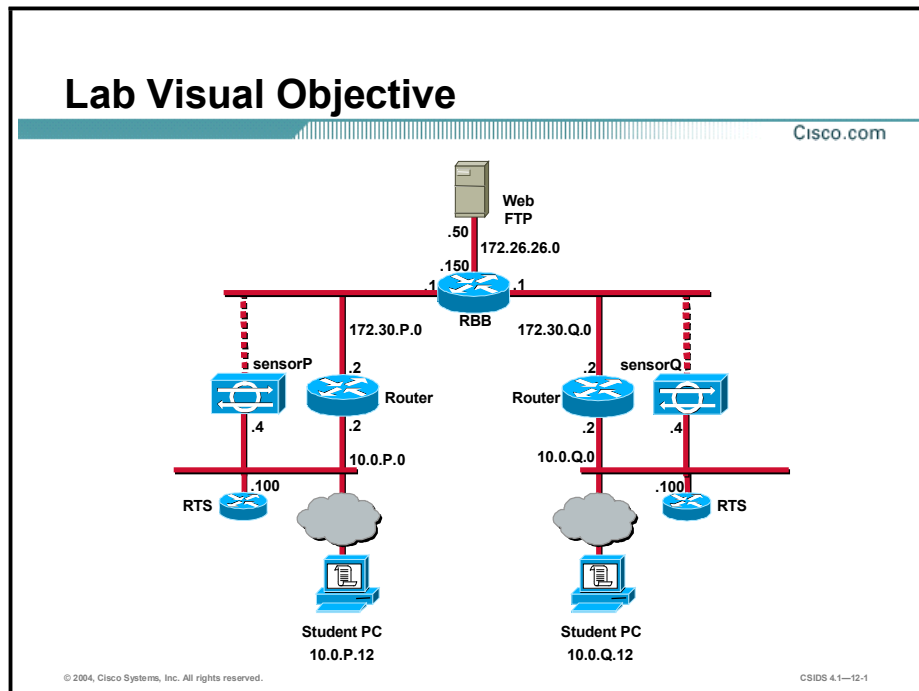 Lab Visual Objective
Cisco.com
Web
FTP
.50
172.26.26.0
.150
.1
.1
RBB
172.30.P.0
172.30.Q.0
sensorP
.2
.2
sensorQ
Router
Router
.4
.2
.2
.4
10.0.P.0
10.0.Q.0
.100
.100
RTS
RTS
Student PC
Student PC
10.0.P.12
10.0.Q.12
© 2004, Cisco Systems, Inc. All rights reserved.
CSIDS 4.1—12-1